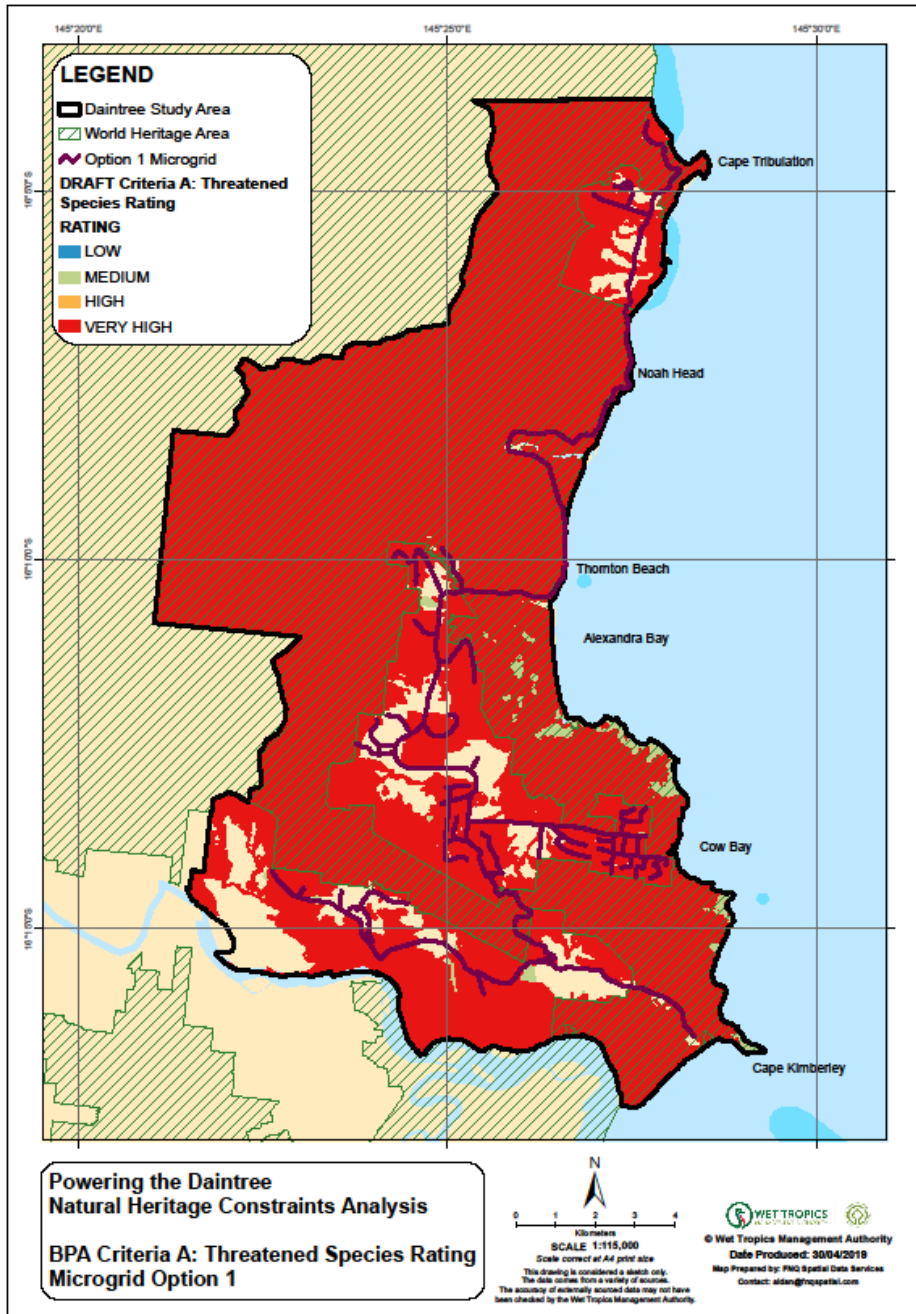 145°20'0"E
145°25'0"E
145°30'0"E
LEGEND
Daintree Study Area
World Heritage Area
Option 1 Microgrid
DRAFT Criteria A: Threatened
Species Rating
RATING
LOW
MEDIUM
HIGH
VERY HIGH
Cape Tribulation
16°5'0"S
Noah Head
16°10'0"S
Thornton Beach
Alexandra Bay
Cow Bay
16°15'0"S
Cape Kimberley
Powering the Daintree
Natural Heritage Constraints Analysis
BPA Criteria A: Threatened Species Rating
Microgrid Option 1
N
0 1 2 3 4
Kilometers
SCALE 1:115,000
Scale correct at A4 print size
This drawing is considered a sketch only.
The data comes from a variety of sources.
The accuracy of externally sourced data may not have
been checked by the Wet Tropics Management Authority.
WET TROPICS
MANAGEMENT AUTHORITY
© Wet Tropics Management Authority
Date Produced: 30/04/2019
Map Prepared by: FNQ Spatial Data Services
Contact: aidan@fnqspatial.com